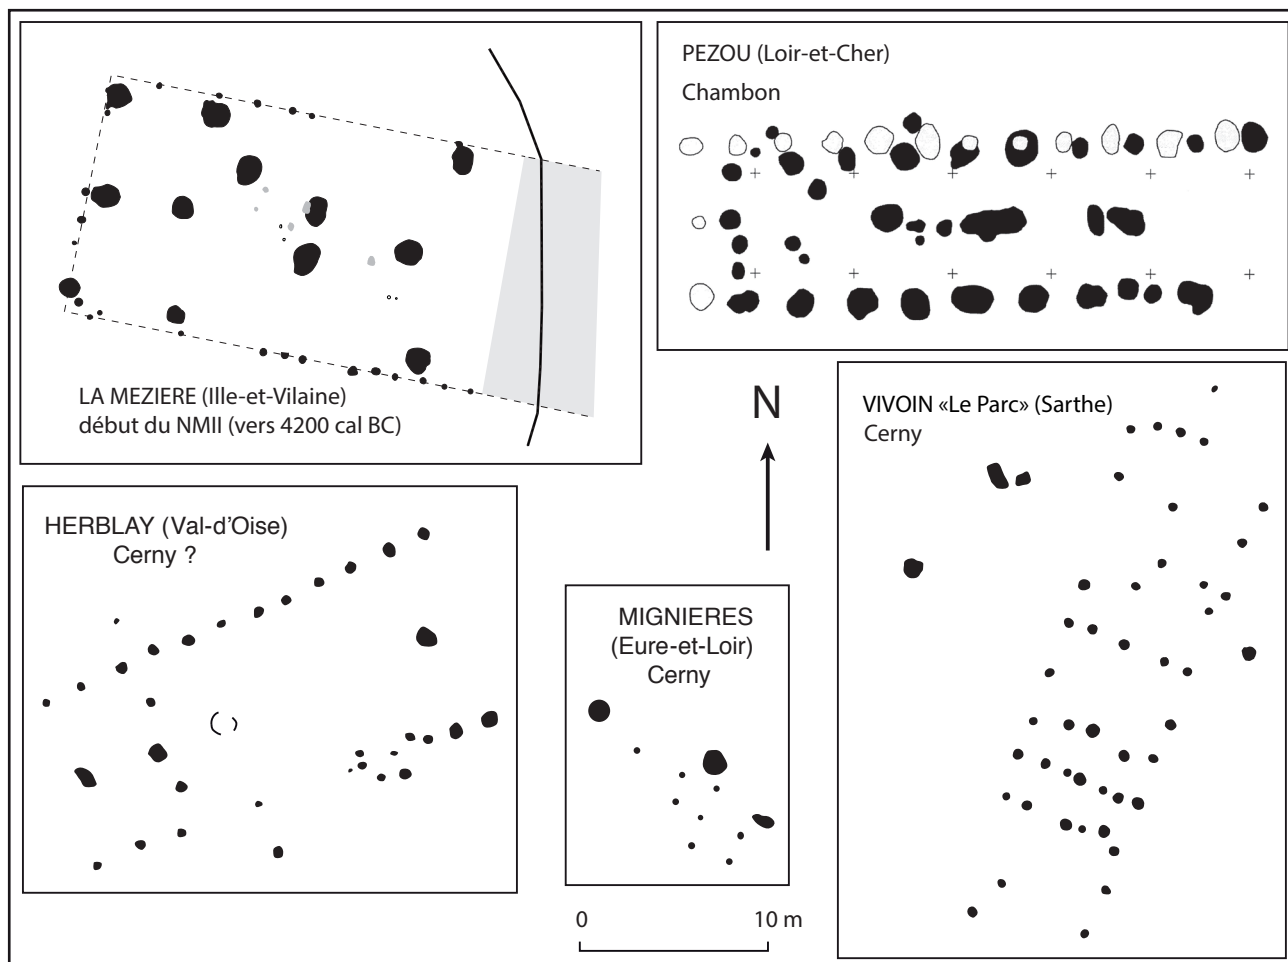 LA MEZIERE (Ille-et-Vilaine)
début du NMII (vers 4200 cal BC)
PEZOU (Loir-et-Cher)
Chambon
N
HERBLAY (Val-d'Oise)
Cerny ?
MIGNIERES
(Eure-et-Loir)
Cerny
VIVOIN «Le Parc» (Sarthe)
Cerny
0 10 m